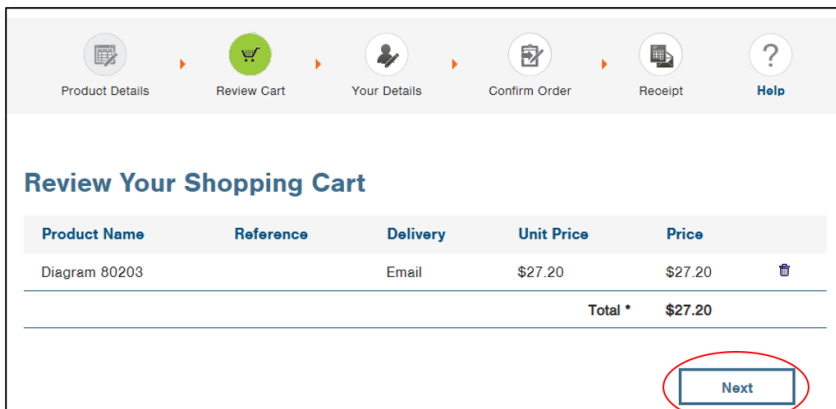 Product Details Review Cart Your Details Confirm Order Receipt Help
Review Your Shopping Cart
Product Name Reference Delivery Unit Price Price
Diagram 80203 Email $27.20 $27.20
Total * $27.20
Next